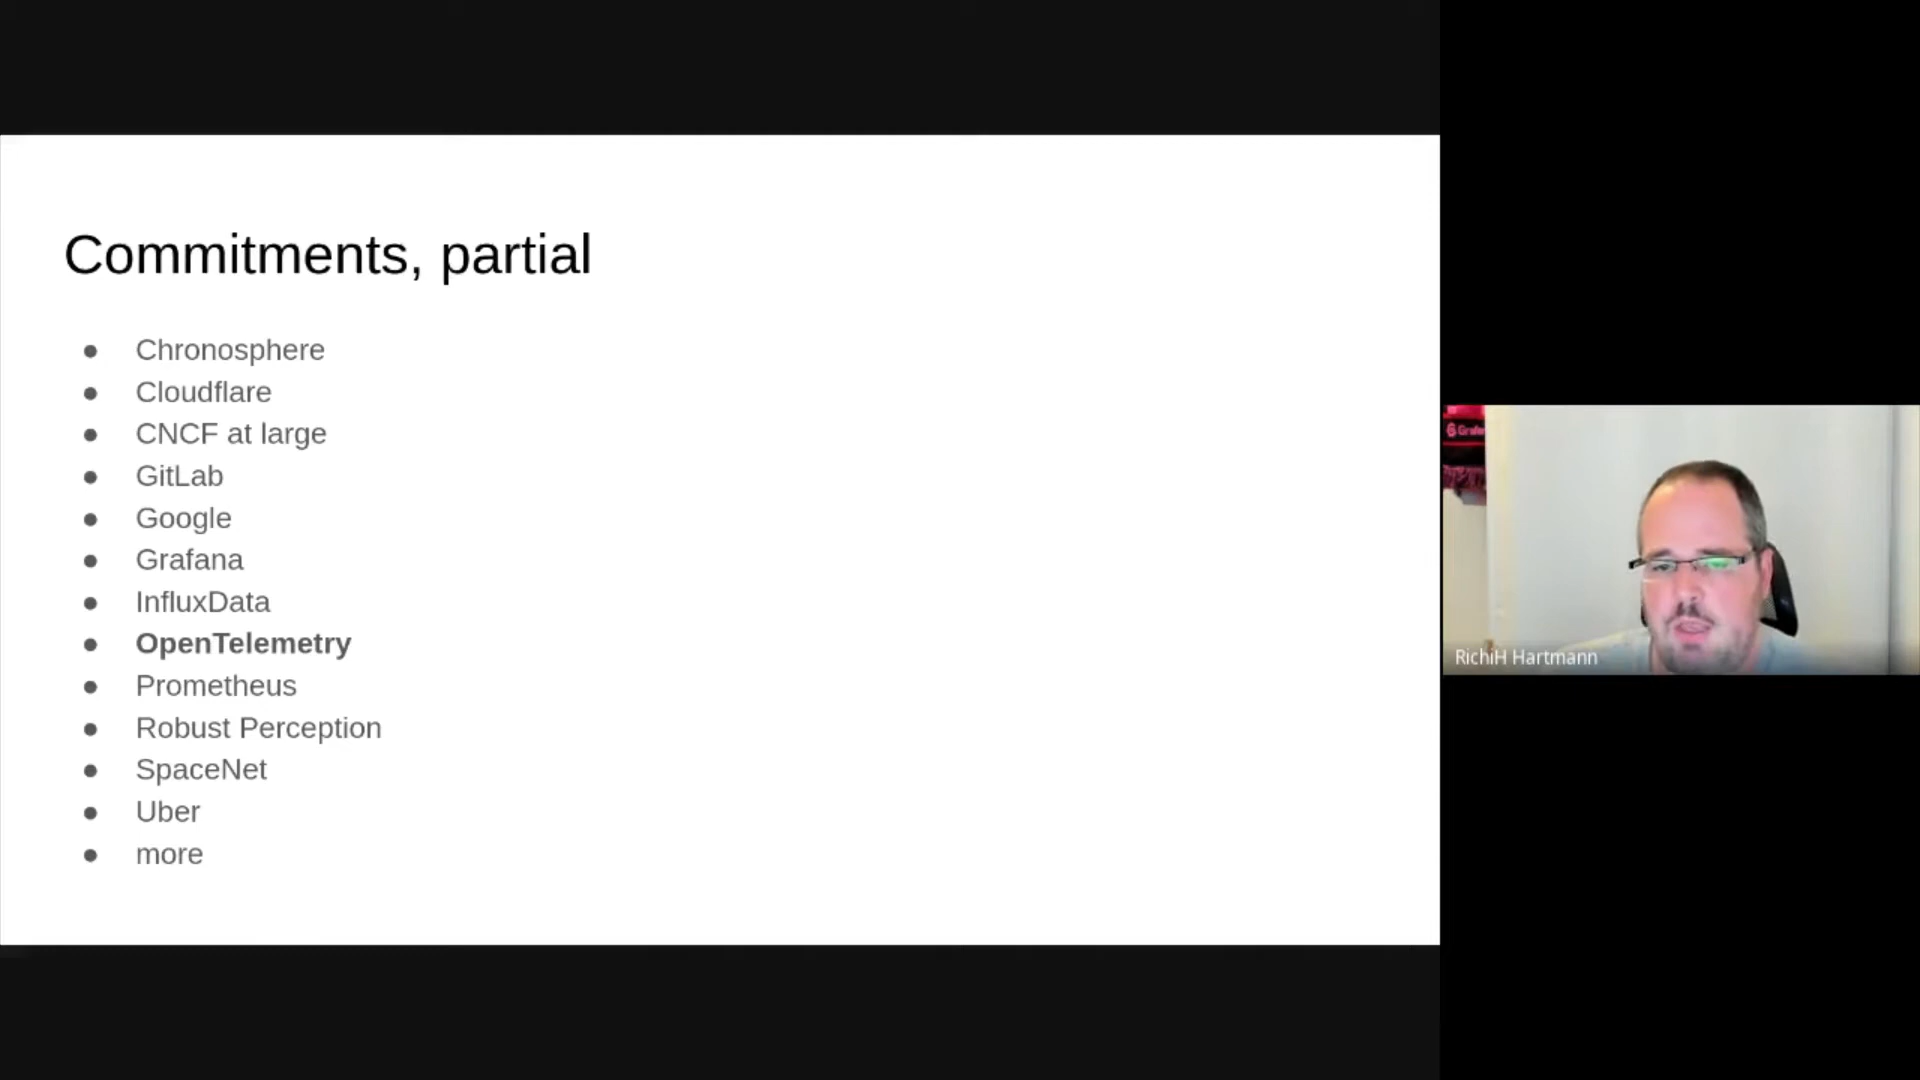 Commitments, partial
● Chronosphere
● Cloudflare
● CNCF at large
● GitLab
● Google
● Grafana
● InfluxData
● OpenTelemetry
● Prometheus
● Robust Perception
● SpaceNet
● Uber
● more
RichiH Hartmann